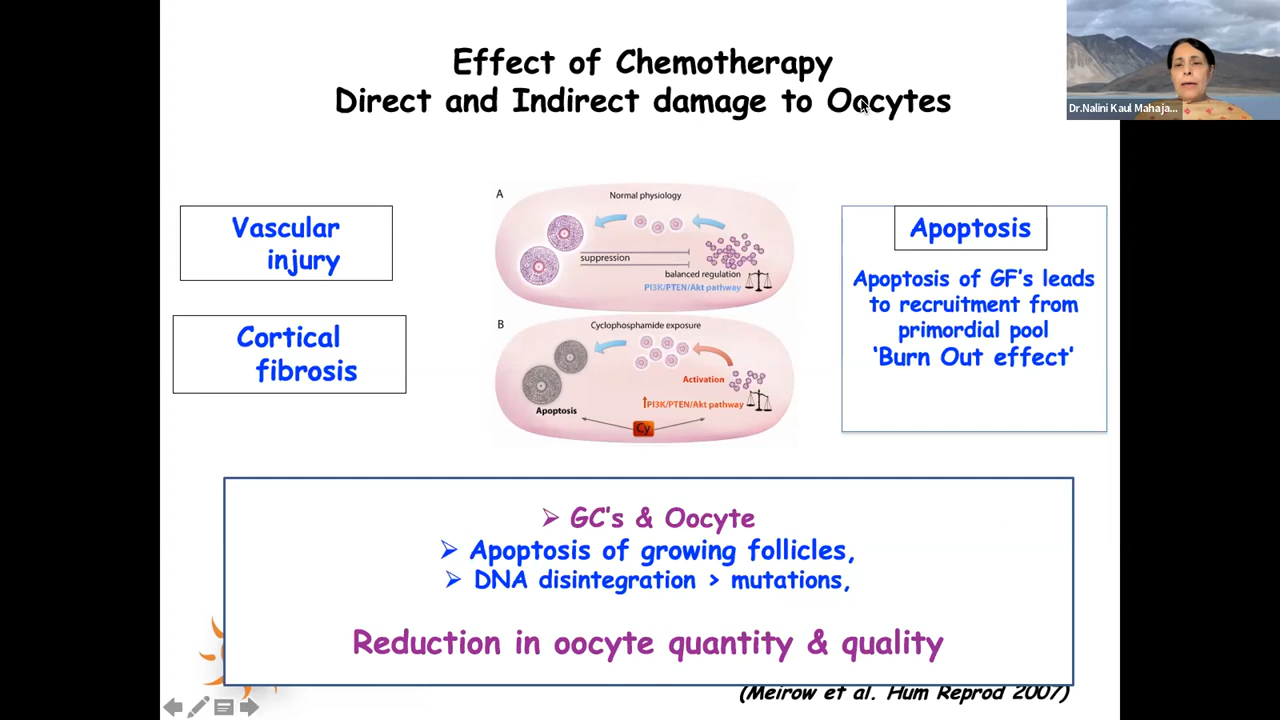 Effect of Chemotherapy
Direct and Indirect damage to Oocytes
Dr.Nalini Kaul Mahaja...
Vascular
injury
Cortical
fibrosis
A
Normal physiology
suppression
balanced regulation
PI3K/PTEN/Akt pathway
B
Cyclophosphamide exposure
Activation
PI3K/PTEN/Akt pathway
Apoptosis
Cy
Apoptosis
Apoptosis of GF's leads
to recruitment from
primordial pool
‘Burn Out effect’
➢ GC's & Oocyte
➢ Apoptosis of growing follicles,
➢ DNA disintegration > mutations,
Reduction in oocyte quantity & quality
(Meirow et al. Hum Reprod 2007)